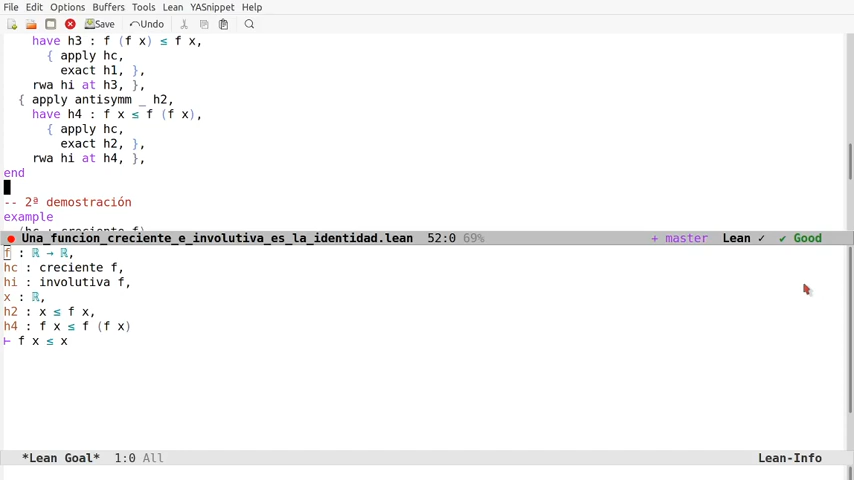 File Edit Options Buffers Tools Lean YASnippet Help
Save Undo
have h3 : f (f x) ≤ f x,
{ apply hc,
exact h1, },
rwa hi at h3, },
{ apply antisymm _ h2,
have h4 : f x ≤ f (f x),
{ apply hc,
exact h2, },
rwa hi at h4, },
end
-- 2ª demostración
example
(hc : creciente f)
Una_funcion_creciente_e_involutiva_es_la_identidad.lean 52:0 69% + master Lean ✓ ✔ Good
f : ℝ → ℝ,
hc : creciente f,
hi : involutiva f,
x : ℝ,
h2 : x ≤ f x,
h4 : f x ≤ f (f x)
⊢ f x ≤ x
*Lean Goal* 1:0 All Lean-Info